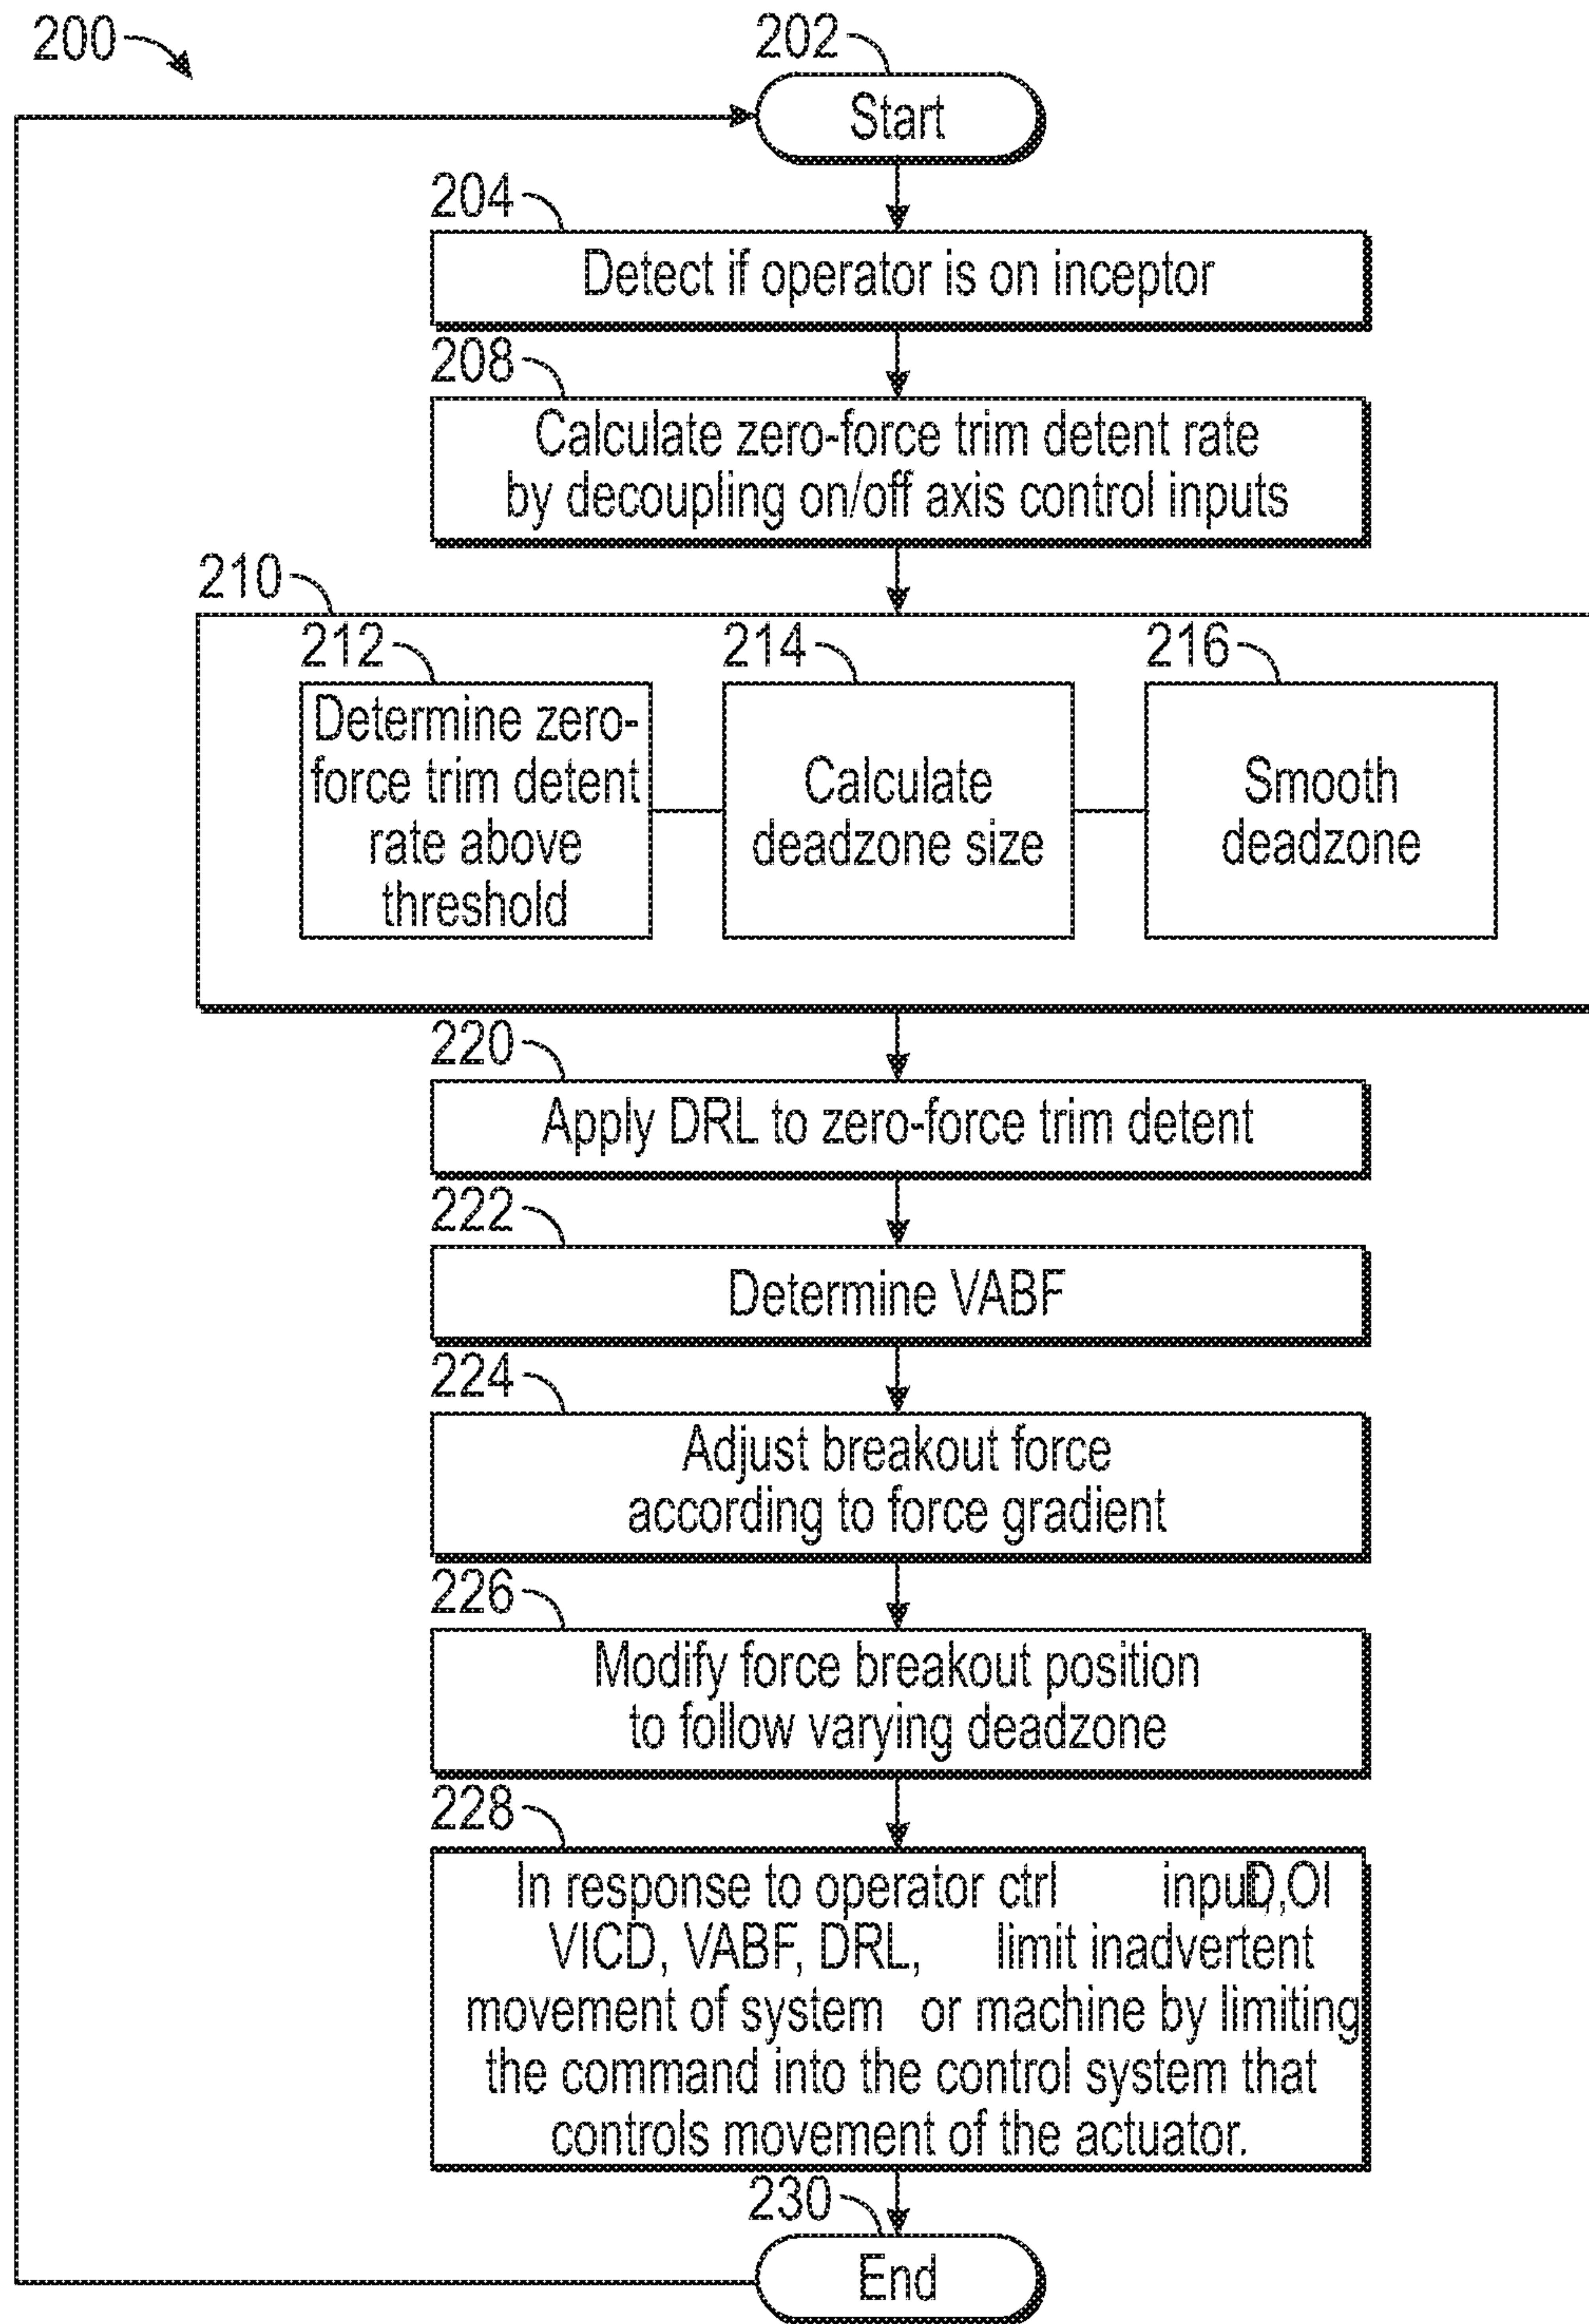 200
202
Start
204
Detect if operator is on inceptor
208
Calculate zero-force trim detent rate
by decoupling on/off axis control inputs
210
212
Determine zero-
force trim detent
rate above
threshold
214
Calculate
deadzone size
216
Smooth
deadzone
220
Apply DRL to zero-force trim detent
222
Determine VABF
224
Adjust breakout force
according to force gradient
226
Modify force breakout position
to follow varying deadzone
228
In response to operator ctrl
VICD, VABF, DRL, limit inadvertent
movement of system or machine by limiting
the command into the control system that
controls movement of the actuator.
230
End